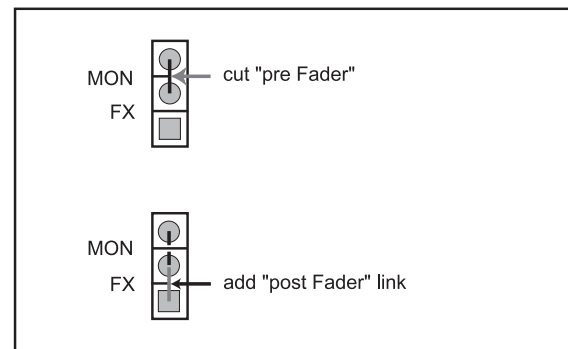 MON
cut "pre Fader"
FX
MON
FX
add "post Fader" link